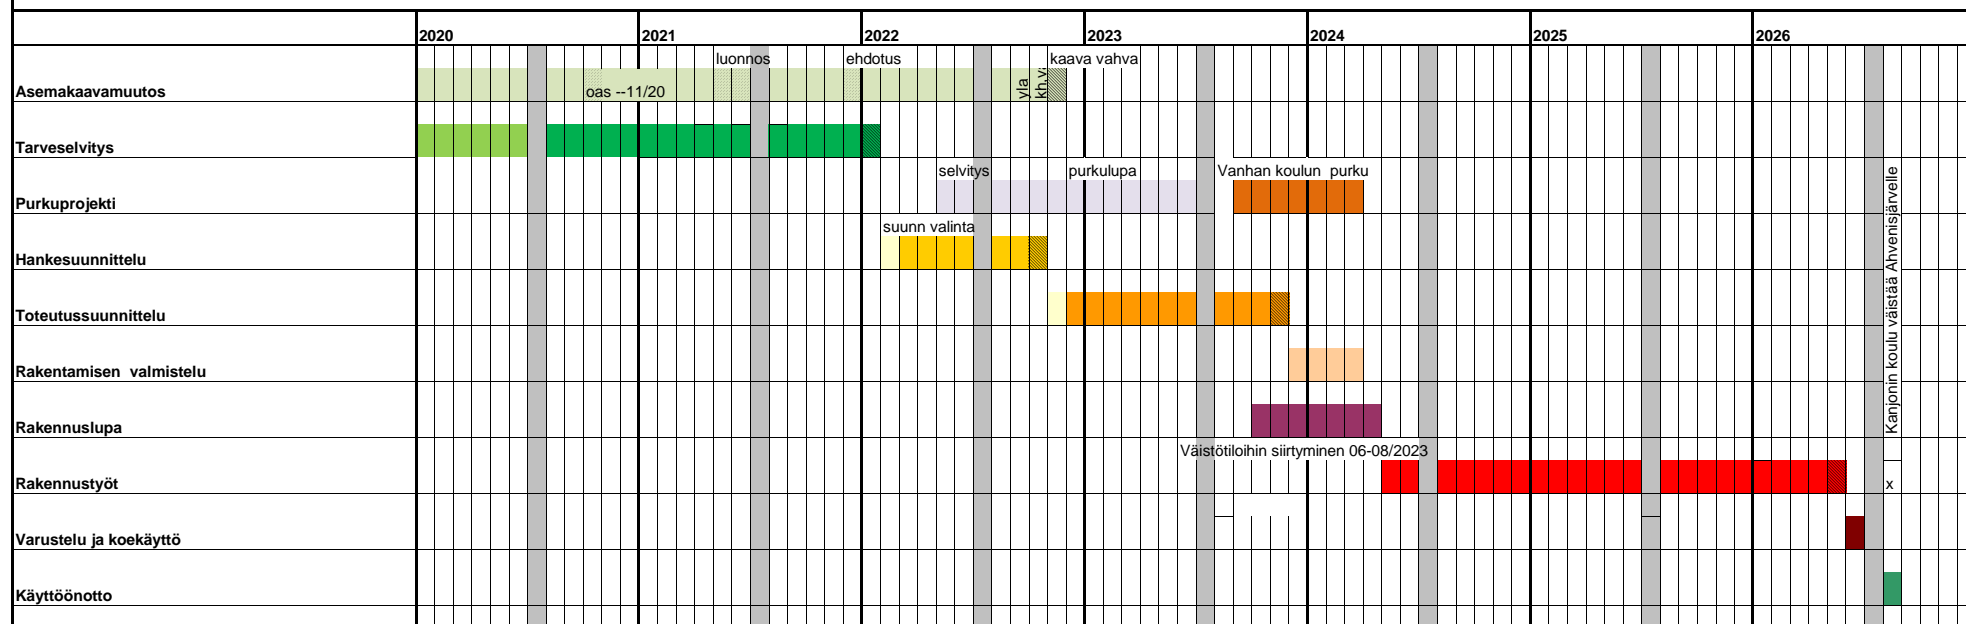 2020 2021 2022 2023 2024 2025 2026
luonnos ehdotus kaava vahva
Asemakaavamuutos oas --11/20 yla kh,va
Tarveselvitys
selvitys purkulupa Vanhan koulun purku
Purkuprojekti
suunn valinta
Hankesuunnittelu
Toteutussuunnittelu
Rakentamisen valmistelu
Kanjonin koulu väistää Ahvenisjärvelle
Rakennuslupa
Väistötiloihin siirtyminen 06-08/2023
Rakennustyöt x
Varustelu ja koekäyttö
Käyttöönotto